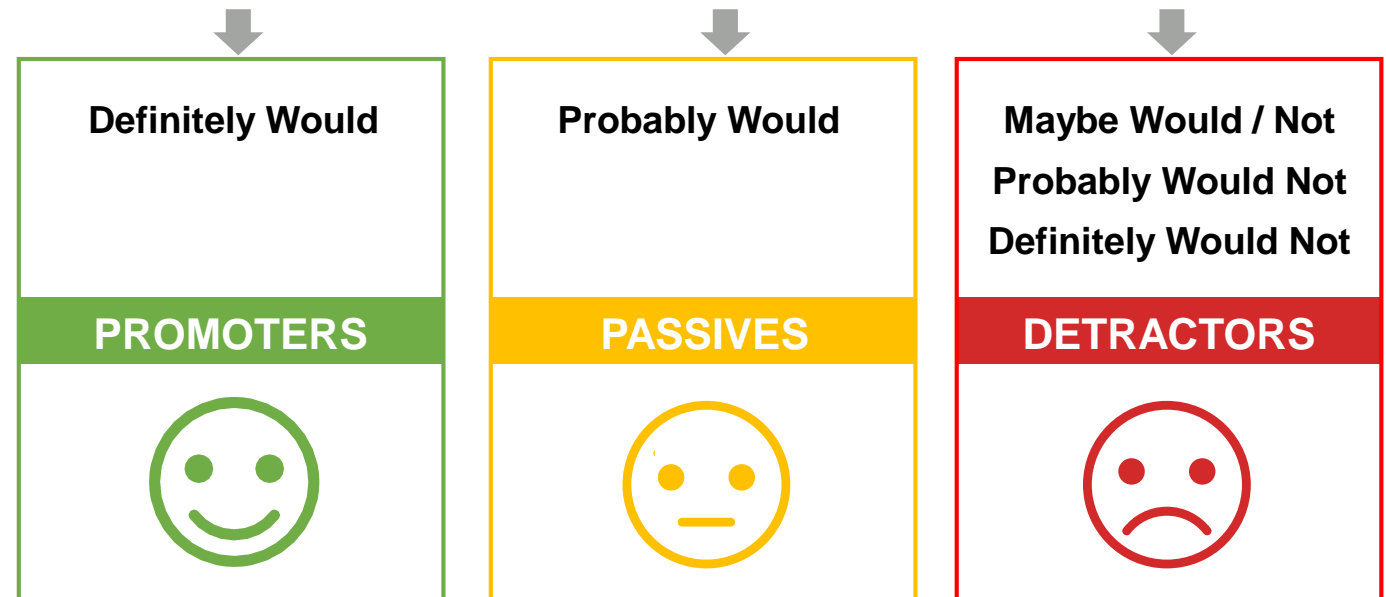 Definitely Would
PROMOTERS
Probably Would
PASSIVES
Maybe Would / Not
Probably Would Not
Definitely Would Not
DETRACTORS